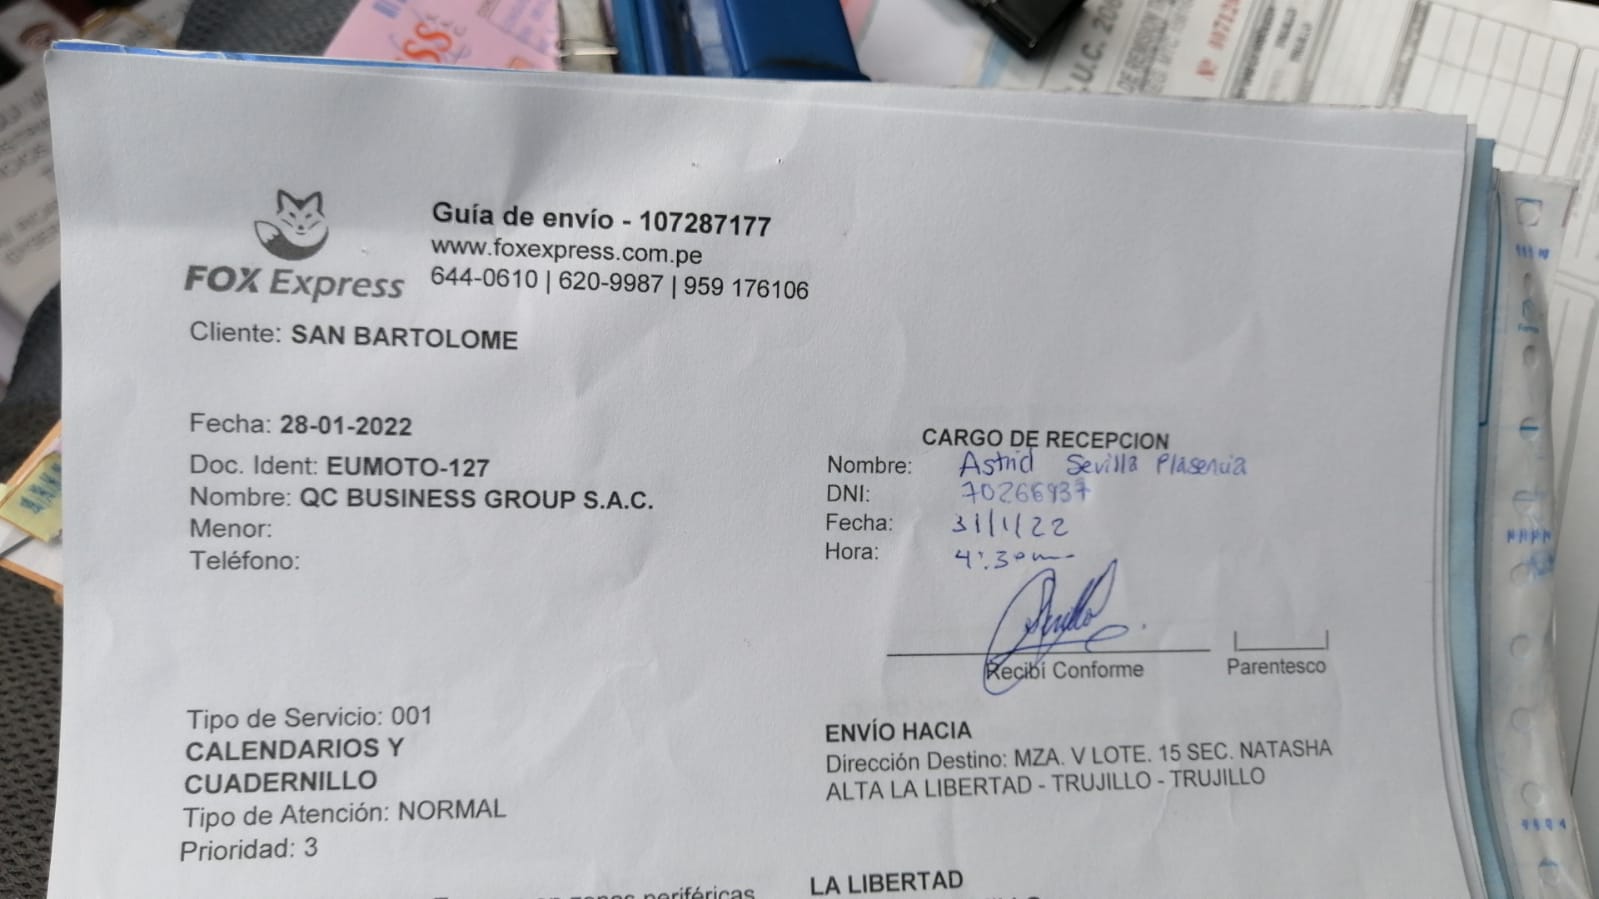 Guía de envío - 107287177
www.foxexpress.com.pe
FOX Express
644-0610 | 620-9987 | 959 176106
Cliente: SAN BARTOLOME
Fecha: 28-01-2022
Doc. Ident: EUMOTO-127
Nombre: QC BUSINESS GROUP S.A.C.
Menor:
Teléfono:
CARGO DE RECEPCION
Nombre: Astrid Sevilla Plasencia
DNI: 70266937
Fecha: 31/1/22
Hora: 4:30pm
Recibí Conforme
Parentesco
Tipo de Servicio: 001
CALENDARIOS Y
CUADERNILLO
Tipo de Atención: NORMAL
Prioridad: 3
ENVÍO HACIA
Dirección Destino: MZA. V LOTE. 15 SEC. NATASHA
ALTA LA LIBERTAD - TRUJILLO - TRUJILLO
LA LIBERTAD
zonas periféricas